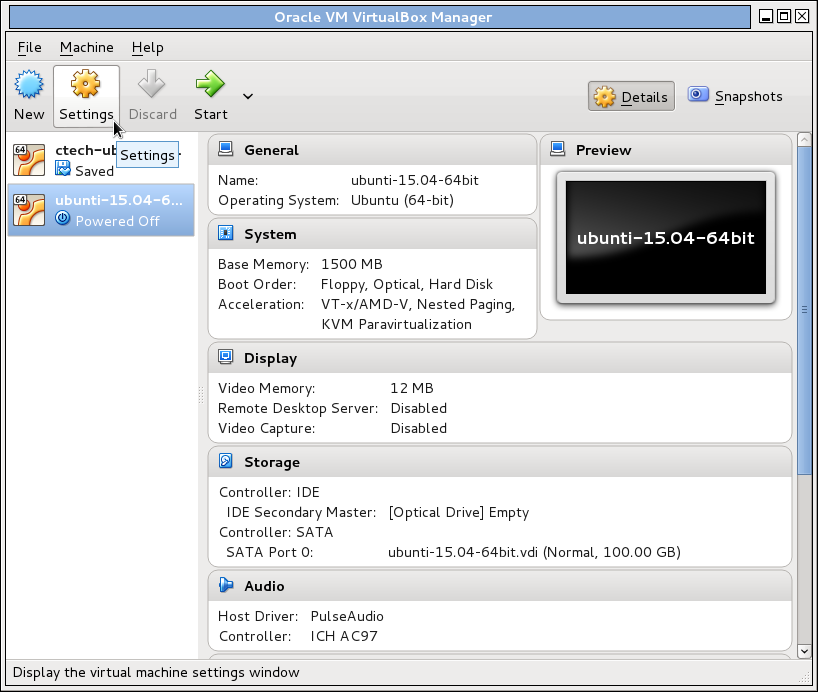 Oracle VM VirtualBox Manager
File Machine Help
New Settings Discard Start
Details Snapshots
64 ctech-ub
Saved
Settings
64 ubunti-15.04-6...
Powered Off
General
Name: ubunti-15.04-64bit
Operating System: Ubuntu (64-bit)
Preview
ubunti-15.04-64bit
System
Base Memory: 1500 MB
Boot Order: Floppy, Optical, Hard Disk
Acceleration: VT-x/AMD-V, Nested Paging,
KVM Paravirtualization
Display
Video Memory: 12 MB
Remote Desktop Server: Disabled
Video Capture: Disabled
Storage
Controller: IDE
IDE Secondary Master: [Optical Drive] Empty
Controller: SATA
SATA Port 0: ubunti-15.04-64bit.vdi (Normal, 100.00 GB)
Audio
Host Driver: PulseAudio
Controller: ICH AC97
Display the virtual machine settings window